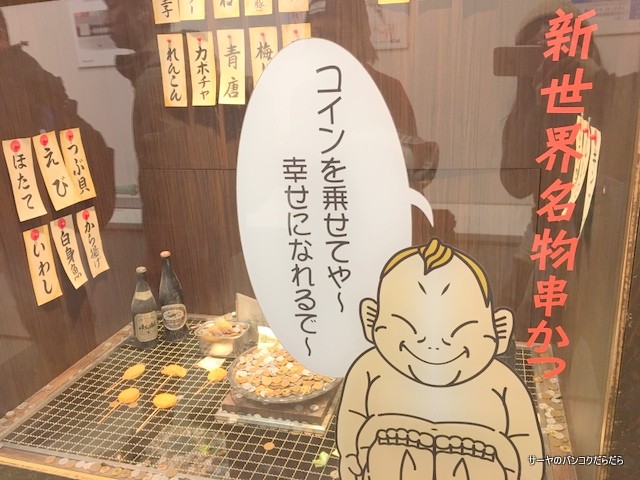 新世界名物串かつ
コインを乗せてや～
幸せになれるで～
梅
青唐
カボチャ
れんこん
つぶ貝
えび
ほたて
から揚げ
白身魚
いわし
サーヤのバンコクだらだら